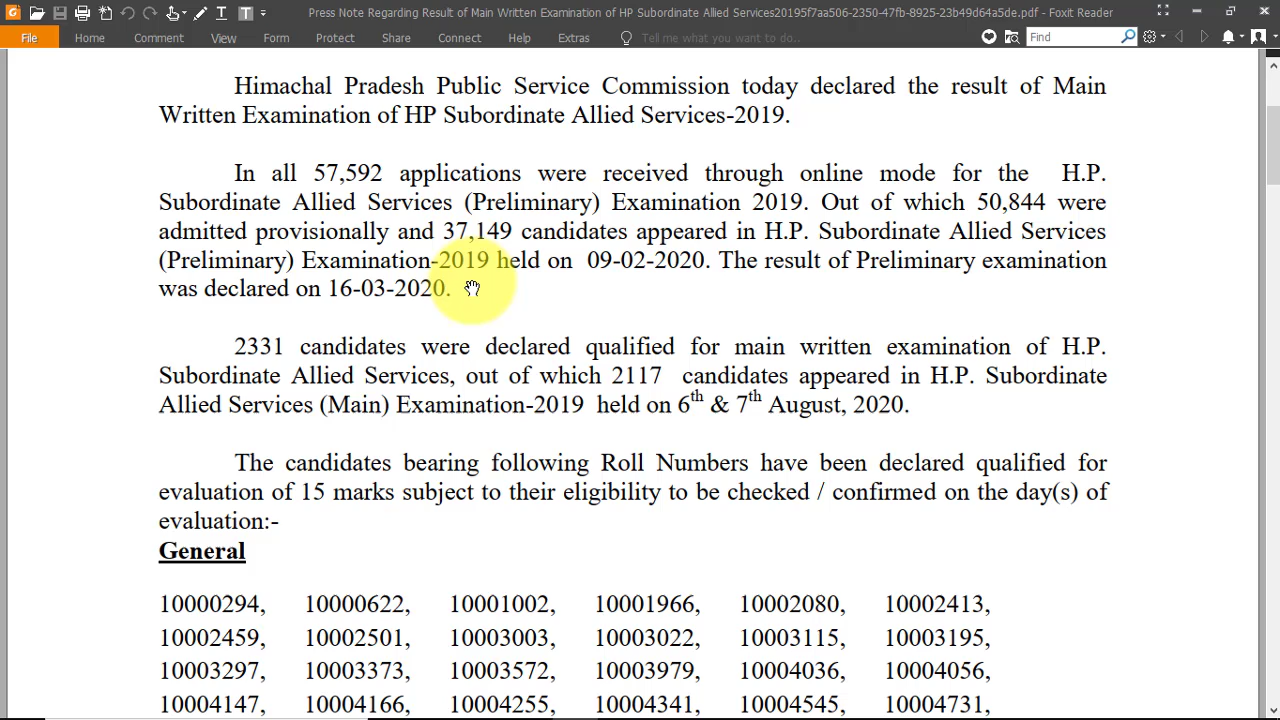 Press Note Regarding Result of Main Written Examination of HP Subordinate Allied Services20195f7aa506-2350-47fb-8925-23b49d64a5de.pdf - Foxit Reader
File Home Comment View Form Protect Share Connect Help Extras Tell me what you want to do.. Find
Himachal Pradesh Public Service Commission today declared the result of Main
Written Examination of HP Subordinate Allied Services-2019.
In all 57,592 applications were received through online mode for the H.P.
Subordinate Allied Services (Preliminary) Examination 2019. Out of which 50,844 were
admitted provisionally and 37,149 candidates appeared in H.P. Subordinate Allied Services
(Preliminary) Examination-2019 held on 09-02-2020. The result of Preliminary examination
was declared on 16-03-2020.
2331 candidates were declared qualified for main written examination of H.P.
Subordinate Allied Services, out of which 2117 candidates appeared in H.P. Subordinate
Allied Services (Main) Examination-2019 held on 6th & 7th August, 2020.
The candidates bearing following Roll Numbers have been declared qualified for
evaluation of 15 marks subject to their eligibility to be checked / confirmed on the day(s) of
evaluation:-
General
10000294, 10000622, 10001002, 10001966, 10002080, 10002413,
10002459, 10002501, 10003003, 10003022, 10003115, 10003195,
10003297, 10003373, 10003572, 10003979, 10004036, 10004056,
10004147, 10004166, 10004255, 10004341, 10004545, 10004731,